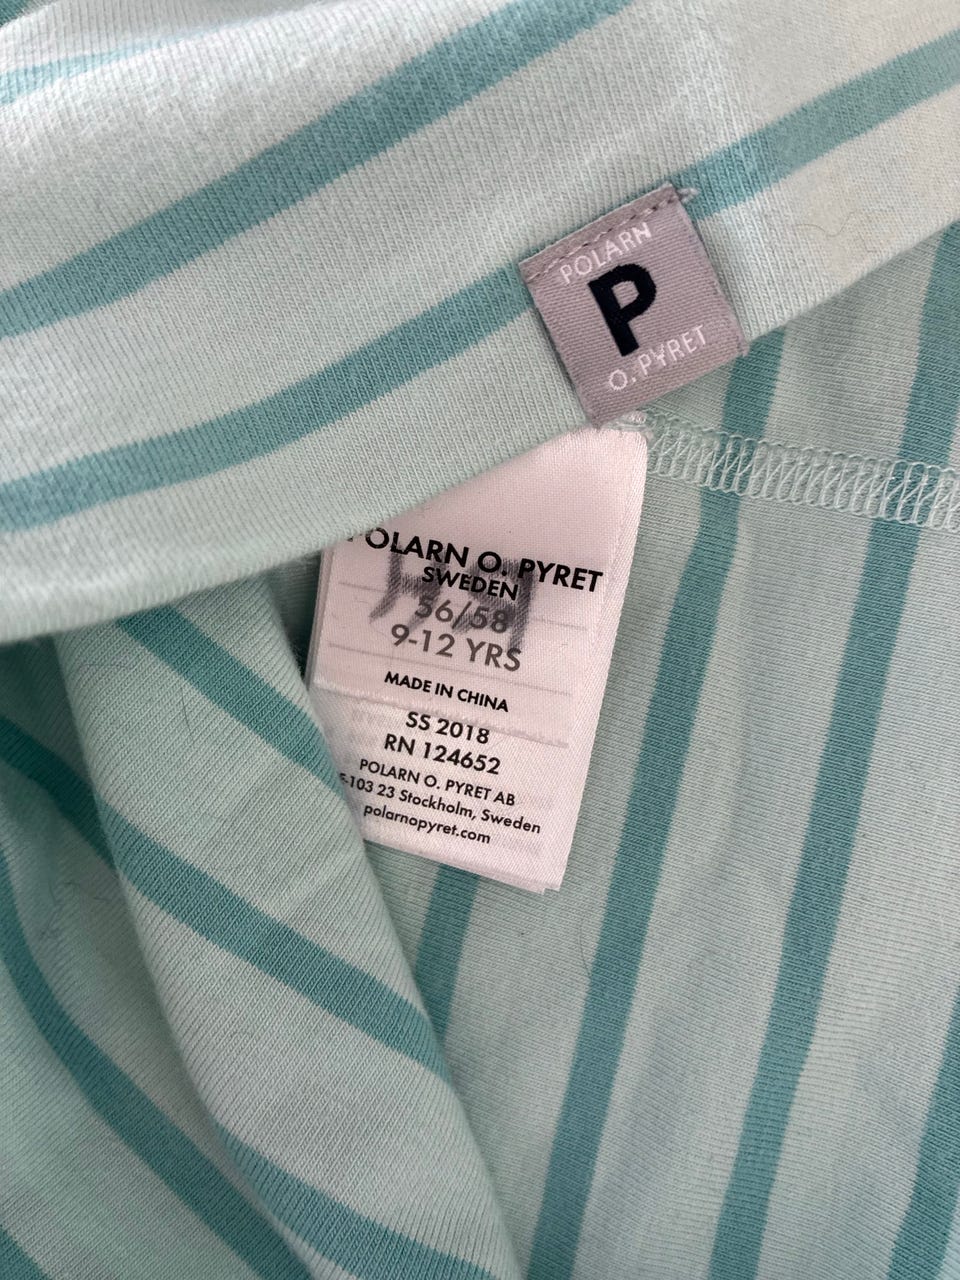 POLARN
P
O. PYRET
POLARN O. PYRET
SWEDEN
56/58
9-12 YRS
MADE IN CHINA
SS 2018
RN 124652
POLARN O. PYRET AB
S-103 23 Stockholm, Sweden
polarnopyret.com